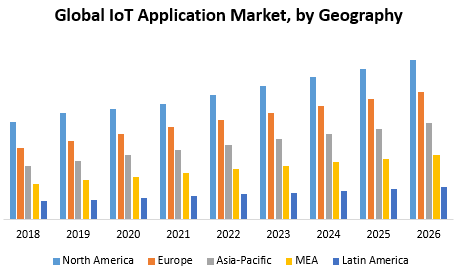 Global IoT Application Market, by Geography
2018 2019 2020 2021 2022 2023 2024 2025 2026
North America Europe Asia-Pacific MEA Latin America